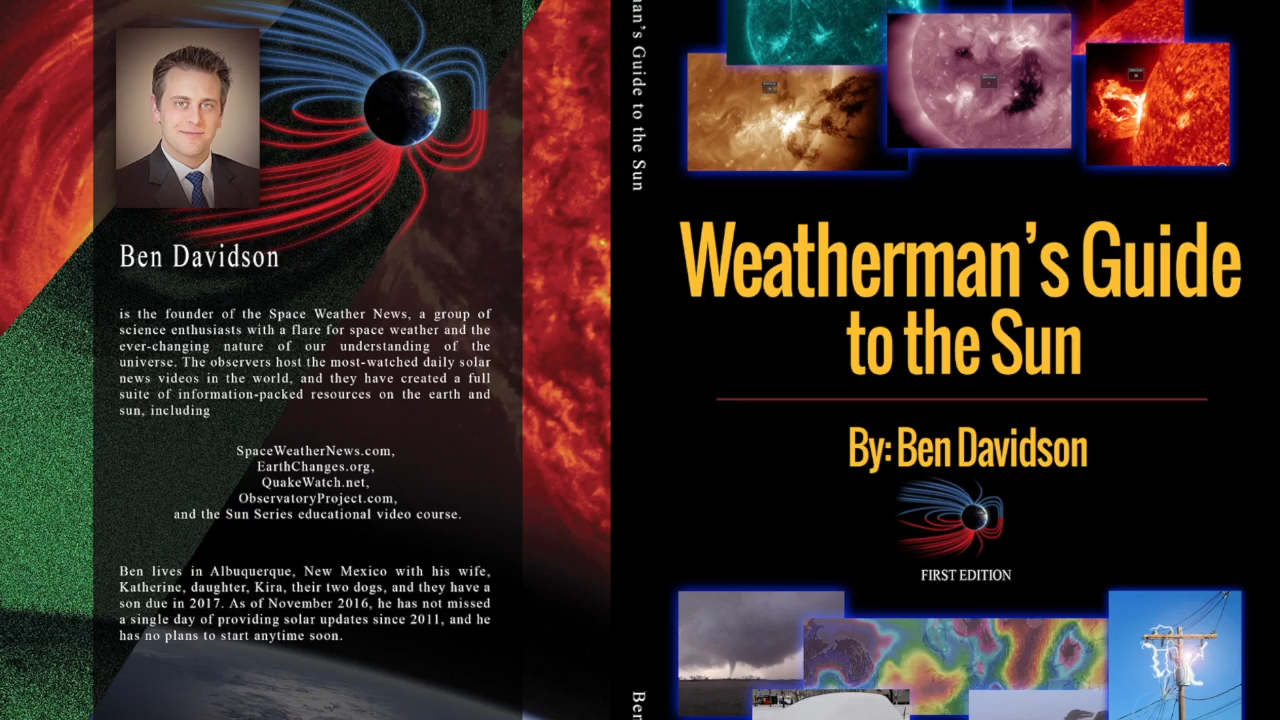 Ben Davidson
is the founder of the Space Weather News, a group of
science enthusiasts with a flare for space weather and the
ever-changing nature of our understanding of the
universe. The observers host the most-watched daily solar
news videos in the world, and they have created a full
suite of information-packed resources on the earth and
sun, including
SpaceWeatherNews.com,
EarthChanges.org,
QuakeWatch.net,
ObservatoryProject.com,
and the Sun Series educational video course.
Ben lives in Albuquerque, New Mexico with his wife,
Katherine, daughter, Kira, their two dogs, and they have a
son due in 2017. As of November 2016, he has not missed
a single day of providing solar updates since 2011, and he
has no plans to start anytime soon.
man's Guide to the Sun
Ben
Weatherman's Guide
to the Sun
By: Ben Davidson
FIRST EDITION